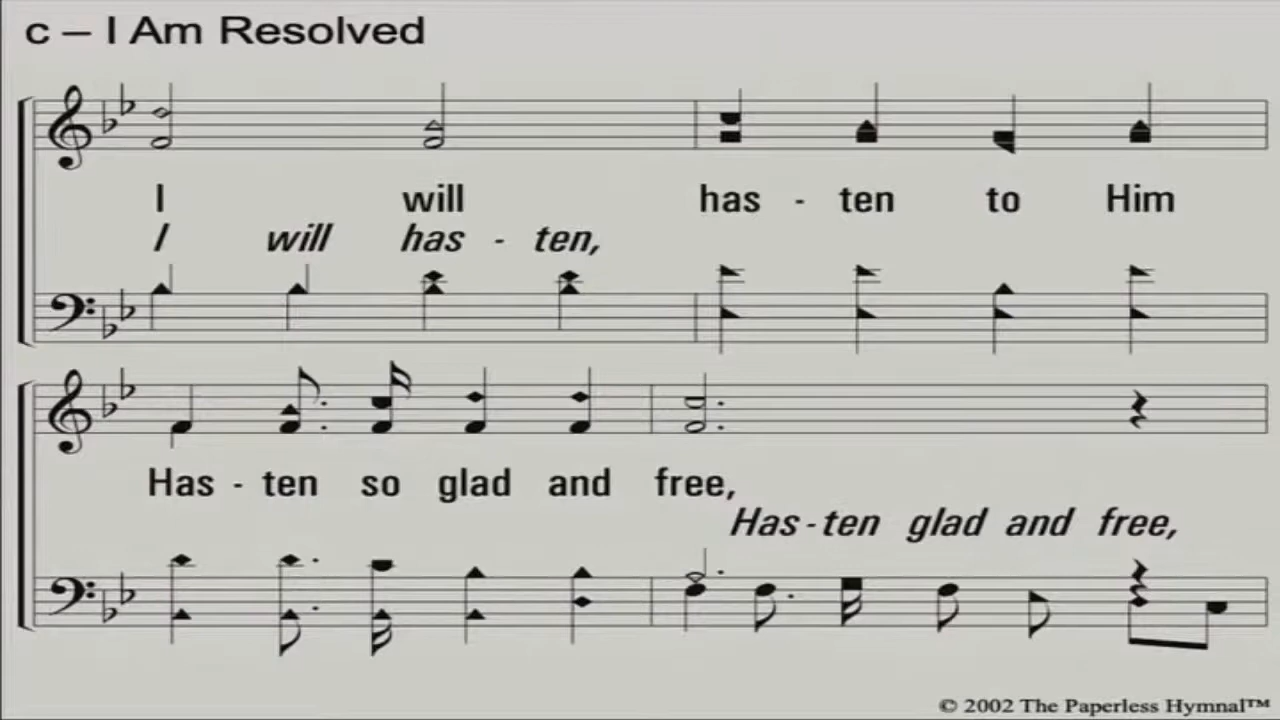 c – I Am Resolved
I will has - ten to Him
I will has - ten,
Has - ten so glad and free,
Has - ten glad and free,
© 2002 The Paperless Hymnal™